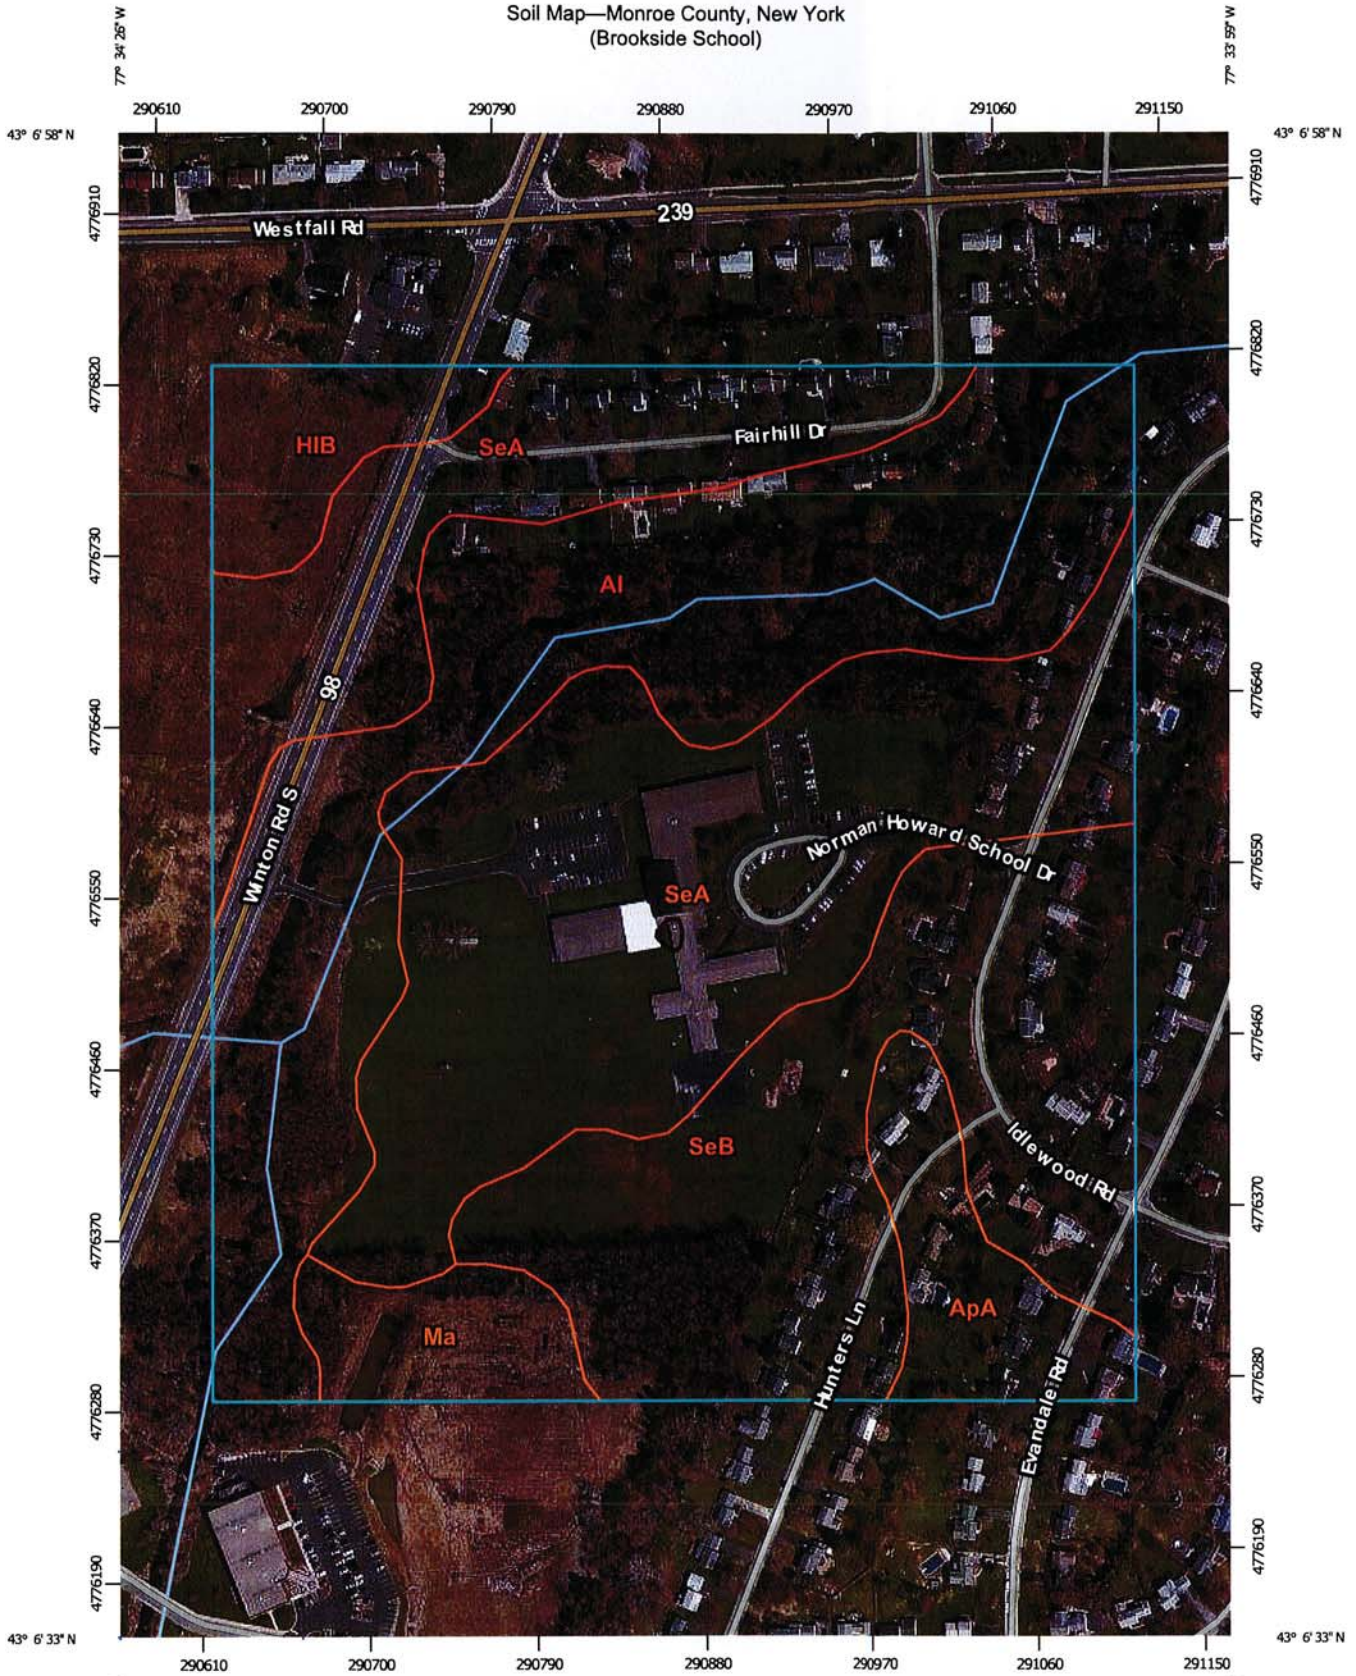 Soil Map—Monroe County, New York
(Brookside School)
77° 34' 26" W
77° 33' 59" W
290610 290700 290790 290880 290970 291060 291150
43° 6' 58" N
43° 6' 58" N
4776910
4776820
4776730
4776640
4776550
4776460
4776370
4776280
4776190
4776910
4776820
4776730
4776640
4776550
4776460
4776370
4776280
4776190
Westfall Rd
239
HlB
SeA
Fairhill Dr
Al
98
Winton Rd S
Norman Howard School Dr
SeA
SeB
Idlewood Rd
Ma
ApA
Hunters Ln
Evandale Rd
43° 6' 33" N
43° 6' 33" N
290610 290700 290790 290880 290970 291060 291150